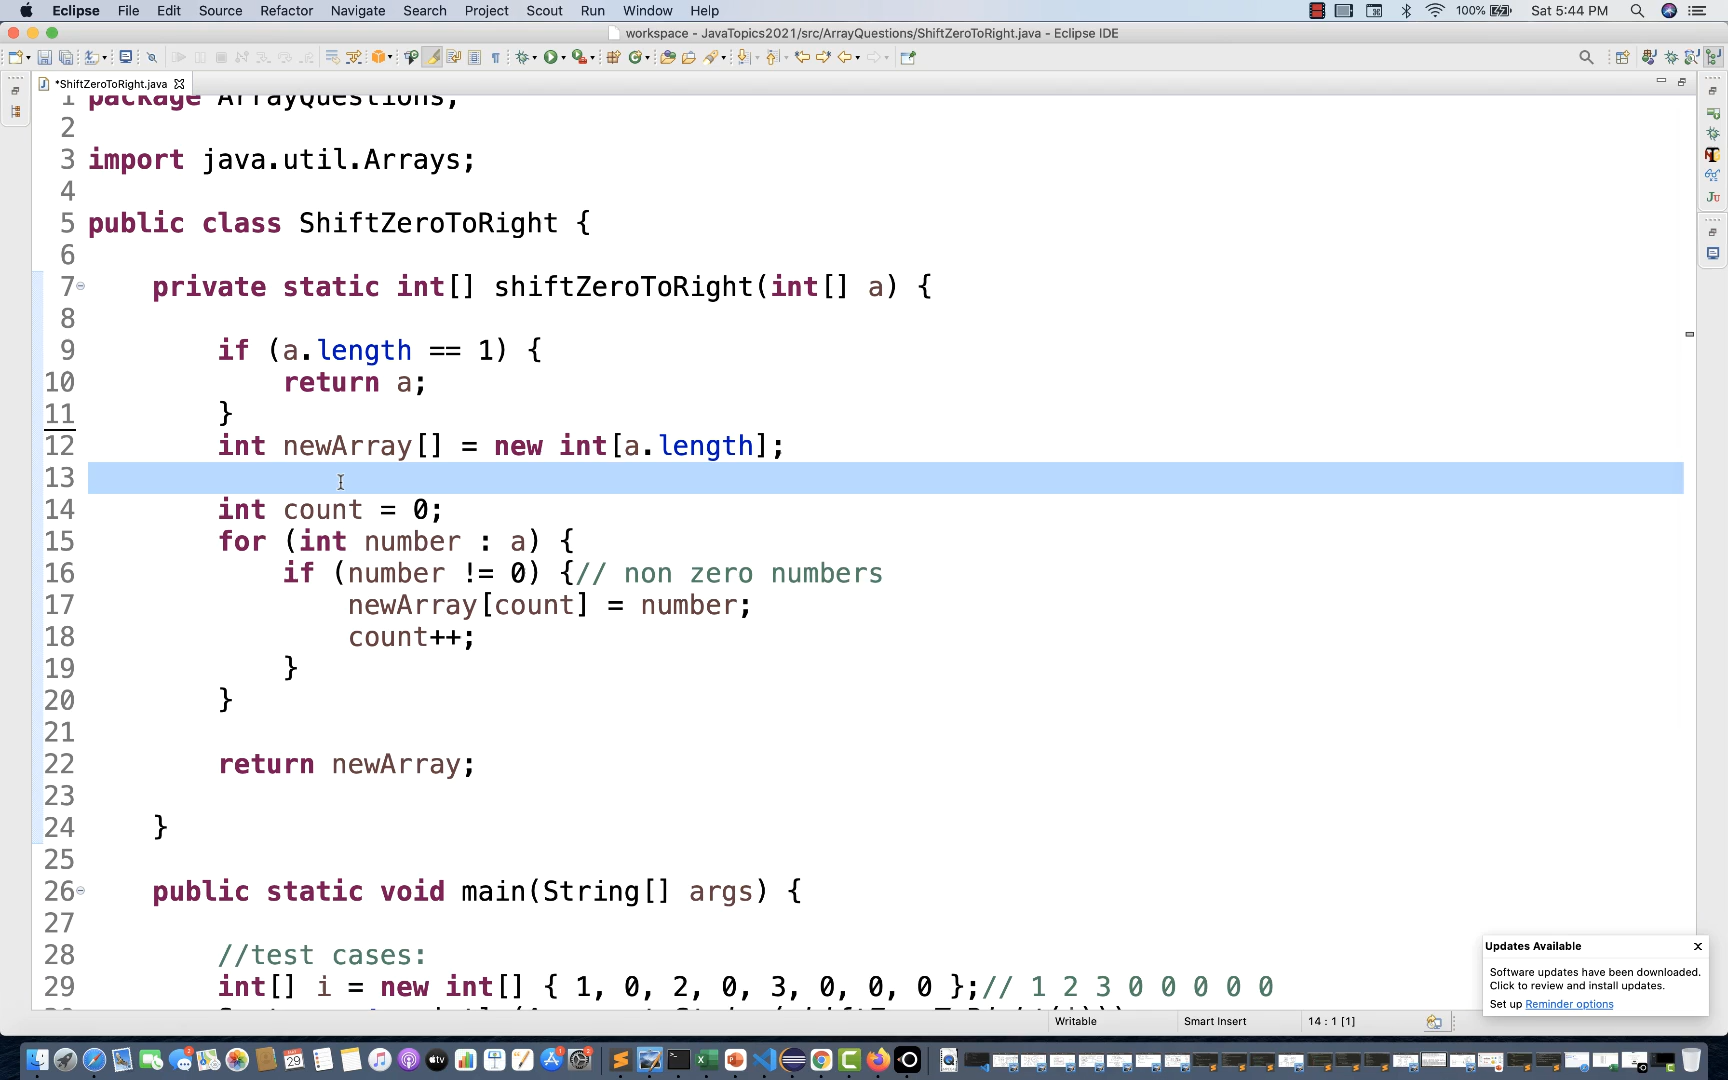 Eclipse File Edit Source Refactor Navigate Search Project Scout Run Window Help 100% Sat 5:44 PM
workspace - JavaTopics2021/src/ArrayQuestions/ShiftZeroToRight.java - Eclipse IDE
*ShiftZeroToRight.java
1 package ArrayQuestions;
2
3 import java.util.Arrays;
4
5 public class ShiftZeroToRight {
6
7 private static int[] shiftZeroToRight(int[] a) {
8
9 if (a.length == 1) {
10 return a;
11 }
12 int newArray[] = new int[a.length];
13
14 int count = 0;
15 for (int number : a) {
16 if (number != 0) {// non zero numbers
17 newArray[count] = number;
18 count++;
19 }
20 }
21
22 return newArray;
23
24 }
25
26 public static void main(String[] args) {
27
28 //test cases:
29 int[] i = new int[] { 1, 0, 2, 0, 3, 0, 0, 0 };// 1 2 3 0 0 0 0 0
Updates Available
Software updates have been downloaded.
Click to review and install updates.
Set up Reminder options
Writable Smart Insert 14 : 1 [1]